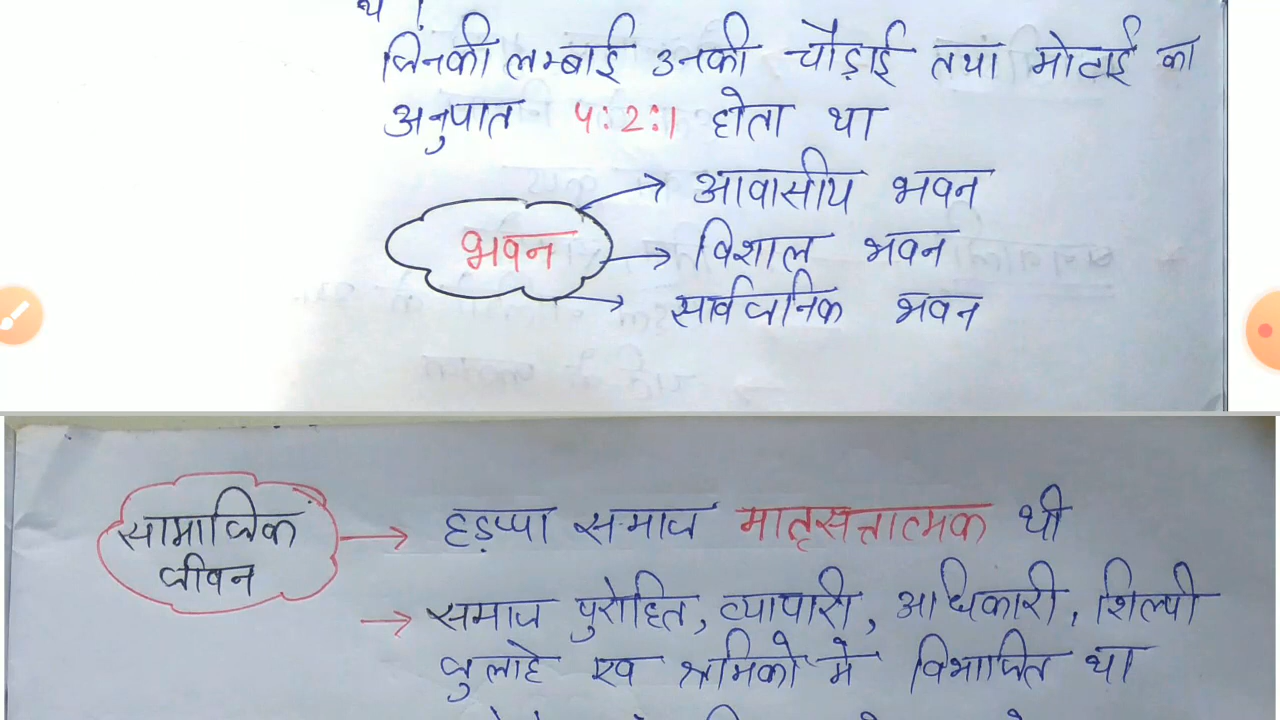 थे ।
जिनकी लम्बाई उनकी चौड़ाई तथा मोटाई का
अनुपात 4:2:1 होता था
भवन
आवासीय भवन
विशाल भवन
सार्वजनिक भवन
सामाजिक
जीवन
हड़प्पा समाज मातृसत्तात्मक थी
समाज पुरोहित, व्यापारी, अधिकारी, शिल्पी
जुलाहे एव श्रमिको मे विभाजित था